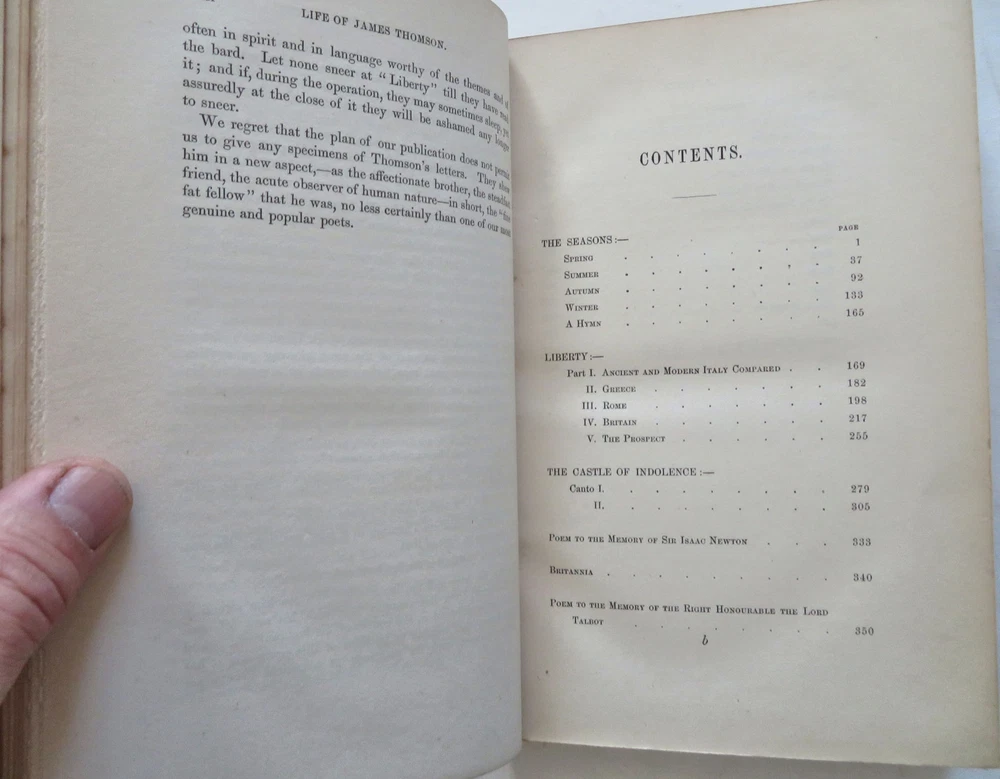 LIFE OF JAMES THOMSON.
often in spirit and in language worthy of the themes and of
the bard. Let none sneer at "Liberty" till they have read
it; and if, during the operation, they may sometimes sleep, yet
assuredly at the close of it they will be ashamed any longer
to sneer.
We regret that the plan of our publication does not permit
us to give any specimens of Thomson's letters. They show
him in a new aspect,—as the affectionate brother, the steadfast
friend, the acute observer of human nature—in short, the "fine
fat fellow" that he was, no less certainly than one of our most
genuine and popular poets.
CONTENTS.
PAGE
THE SEASONS:—
Spring . . . . . . . 1
Summer . . . . . . . 37
Autumn . . . . . . . 92
Winter . . . . . . . 133
A Hymn . . . . . . . 165
LIBERTY:—
Part I. Ancient and Modern Italy Compared . . 169
II. Greece . . . . . . 182
III. Rome . . . . . . 198
IV. Britain . . . . . . 217
V. The Prospect . . . . . 255
THE CASTLE OF INDOLENCE:—
Canto I. . . . . . . . 279
II. . . . . . . . 305
Poem to the Memory of Sir Isaac Newton . . . 333
Britannia . . . . . . . 340
Poem to the Memory of the Right Honourable the Lord
Talbot . . . . . . . 350
b